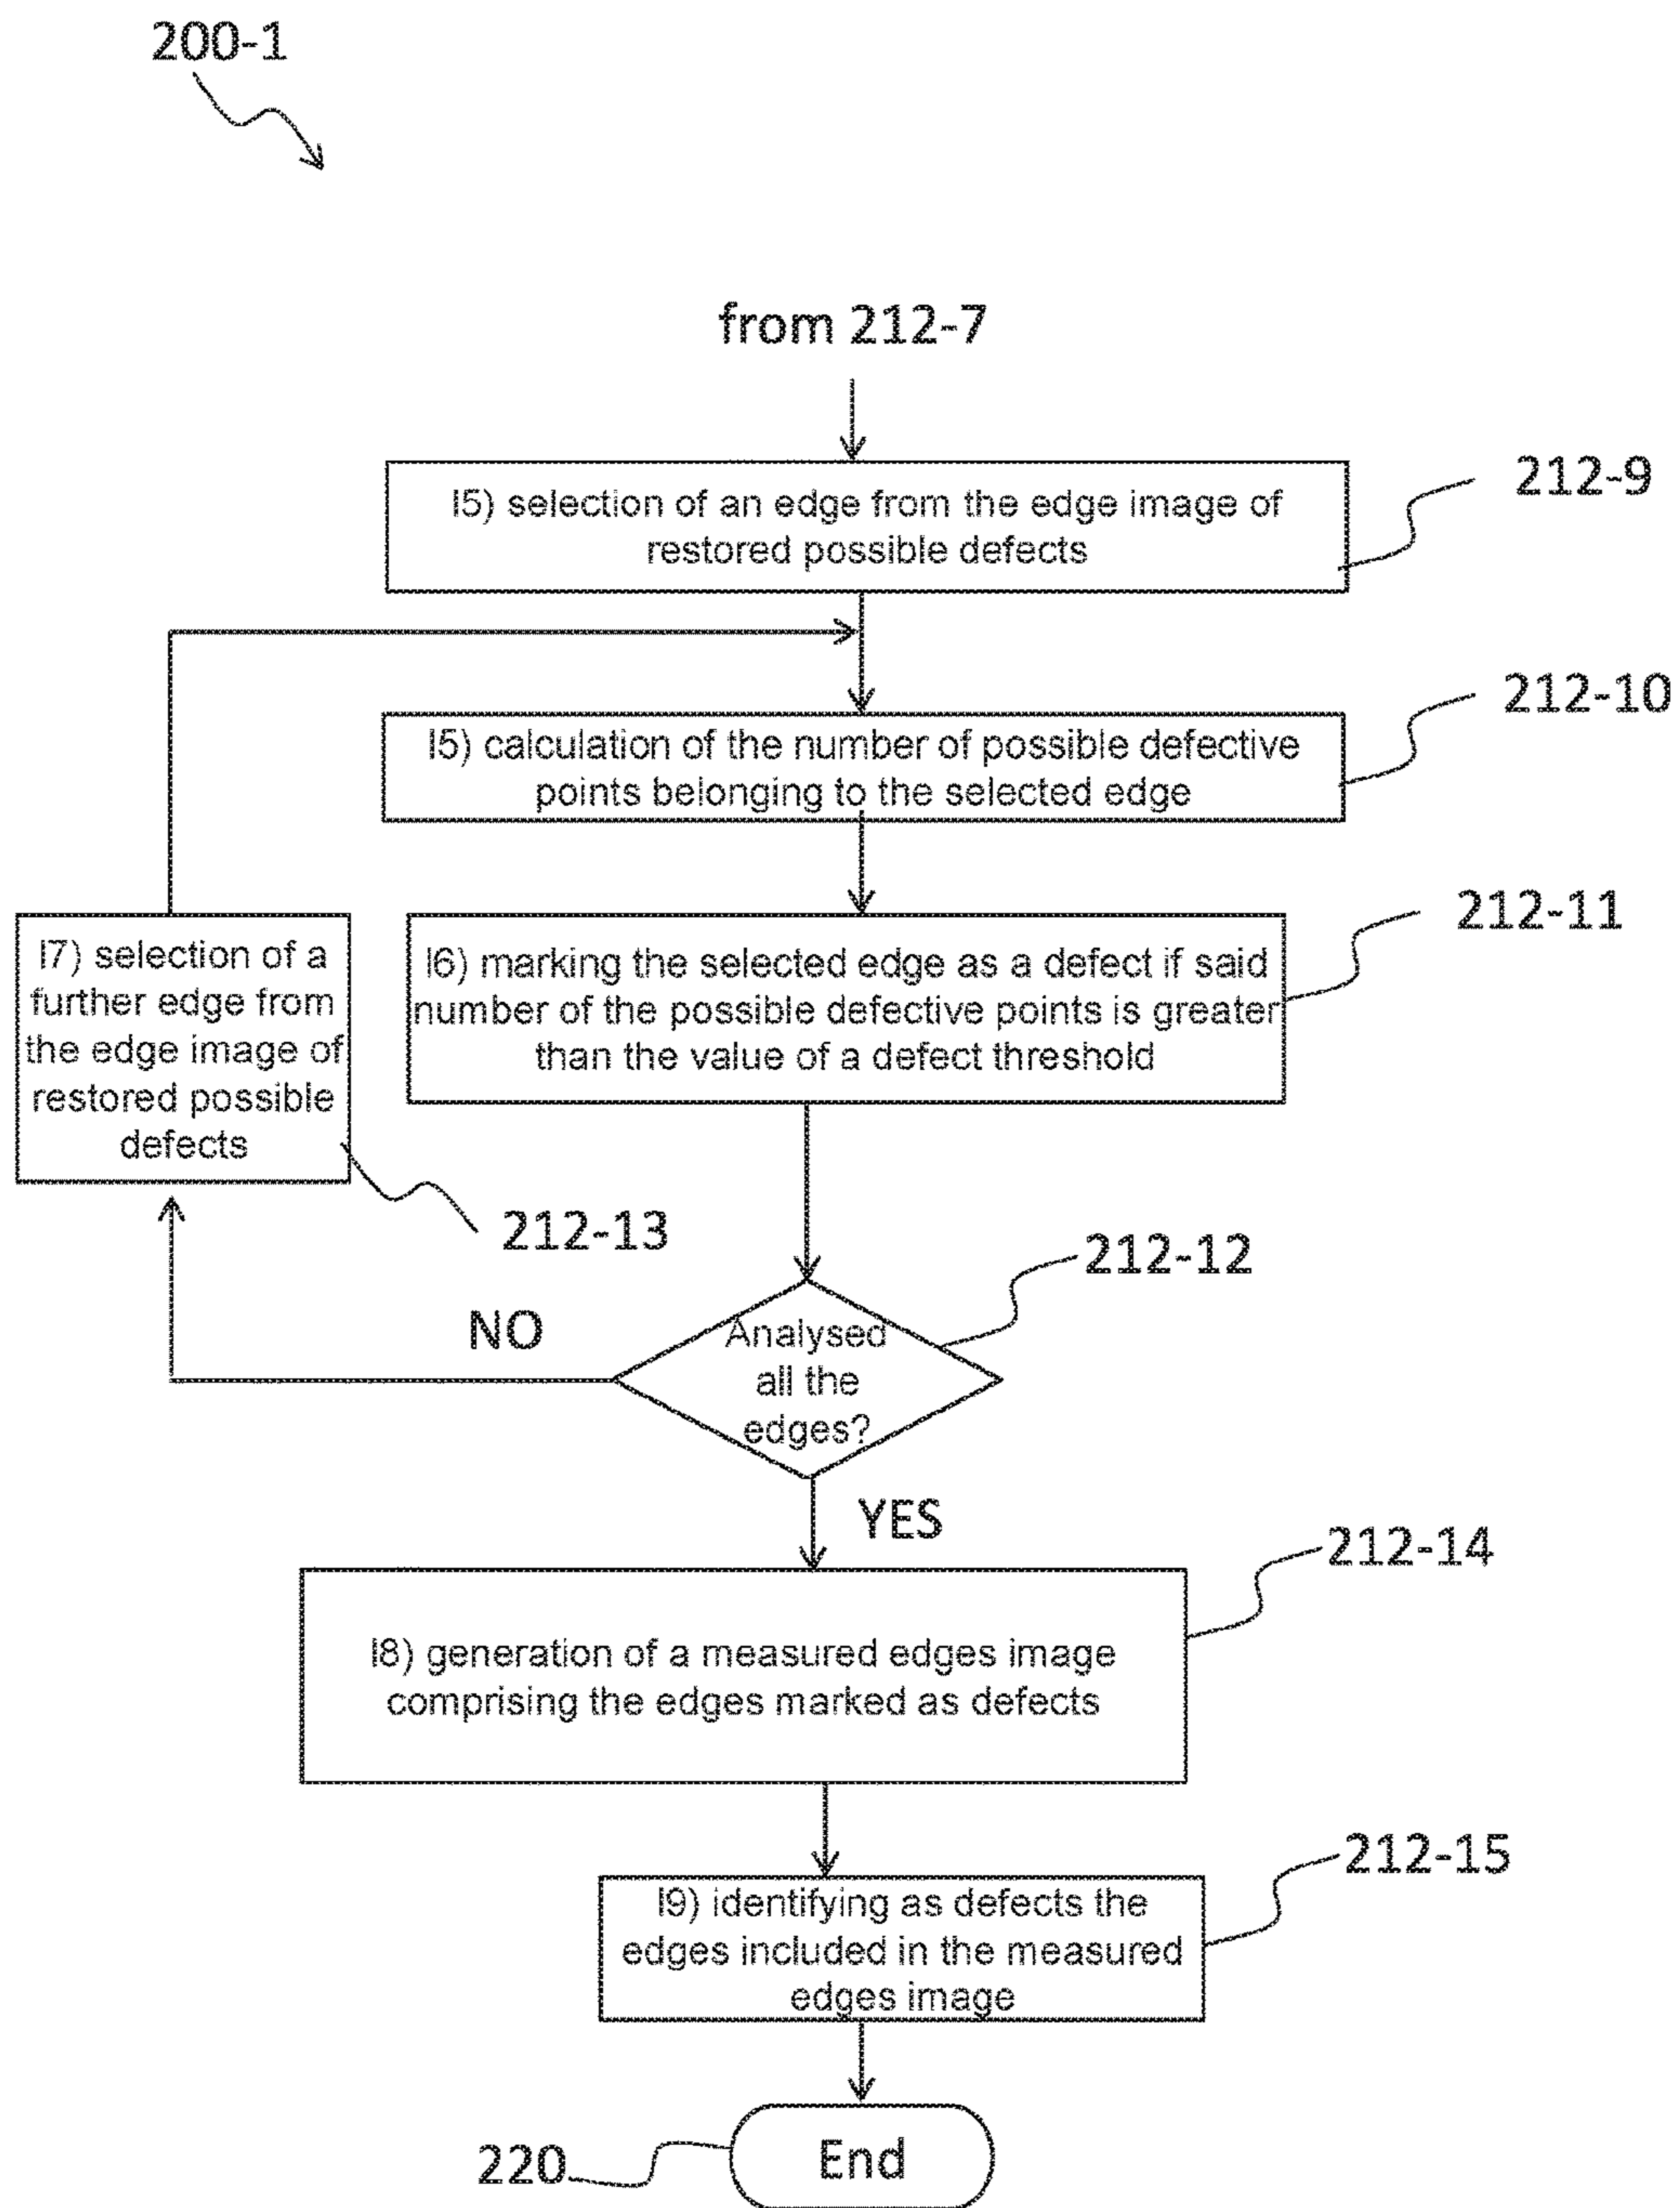 200-1
from 212-7
I5) selection of an edge from the edge image of
restored possible defects
212-9
I5) calculation of the number of possible defective
points belonging to the selected edge
212-10
I7) selection of a
further edge from
the edge image of
restored possible
defects
212-13
I6) marking the selected edge as a defect if said
number of the possible defective points is greater
than the value of a defect threshold
212-11
212-12
NO
Analysed
all the
edges?
YES
212-14
I8) generation of a measured edges image
comprising the edges marked as defects
212-15
I9) identifying as defects the
edges included in the measured
edges image
220
End